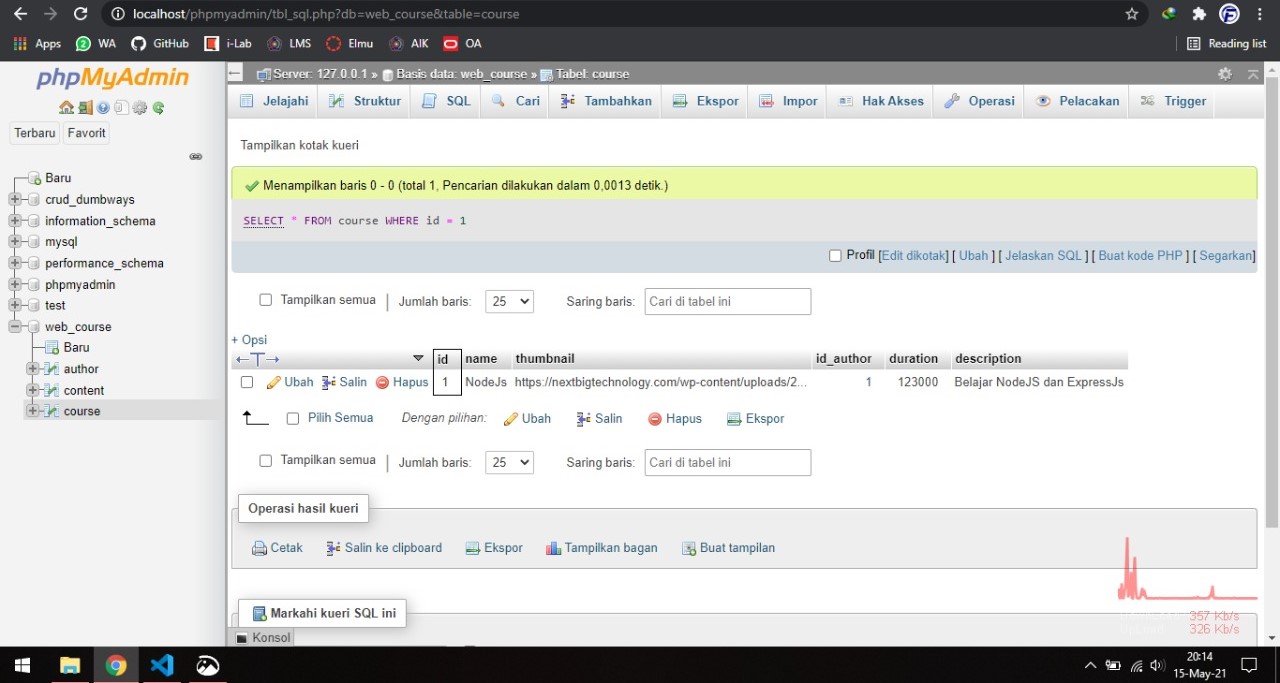 localhost/phpmyadmin/tbl_sql.php?db=web_course&table=course
Apps WA GitHub i-Lab LMS Elmu AIK OA Reading list
phpMyAdmin
Terbaru Favorit
Baru
crud_dumbways
information_schema
mysql
performance_schema
phpmyadmin
test
web_course
Baru
author
content
course
Server: 127.0.0.1 » Basis data: web_course » Tabel: course
Jelajahi Struktur SQL Cari Tambahkan Ekspor Impor Hak Akses Operasi Pelacakan Trigger
Tampilkan kotak kueri
Menampilkan baris 0 - 0 (total 1, Pencarian dilakukan dalam 0,0013 detik.)
SELECT * FROM course WHERE id = 1
Profil [Edit dikotak] [ Ubah ] [ Jelaskan SQL ] [ Buat kode PHP ] [ Segarkan]
Tampilkan semua | Jumlah baris: 25 Saring baris: Cari di tabel ini
+ Opsi
←T→ id name thumbnail id_author duration description
Ubah Salin Hapus 1 NodeJs https://nextbigtechnology.com/wp-content/uploads/2... 1 123000 Belajar NodeJS dan ExpressJs
Pilih Semua Dengan pilihan: Ubah Salin Hapus Ekspor
Tampilkan semua | Jumlah baris: 25 Saring baris: Cari di tabel ini
Operasi hasil kueri
Cetak Salin ke clipboard Ekspor Tampilkan bagan Buat tampilan
Markahi kueri SQL ini
Konsol
357 Kb/s
326 Kb/s
20:14
15-May-21